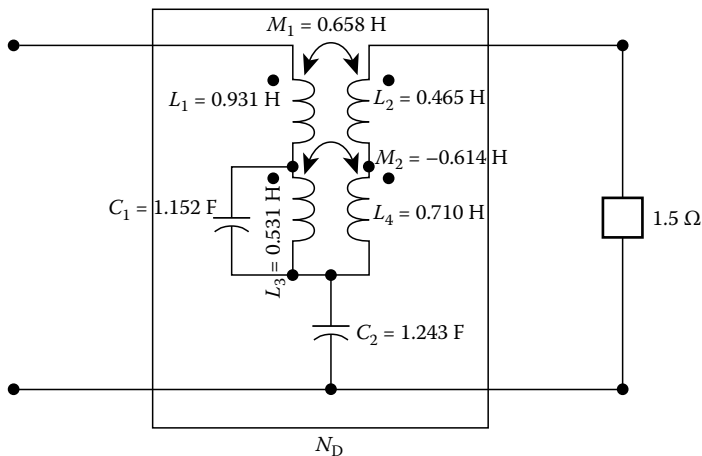 M₁ = 0.658 H
L₁ = 0.931 H
L₂ = 0.465 H
M₂ = −0.614 H
C₁ = 1.152 F
L₃ = 0.531 H
L₄ = 0.710 H
1.5 Ω
C₂ = 1.243 F
N_D